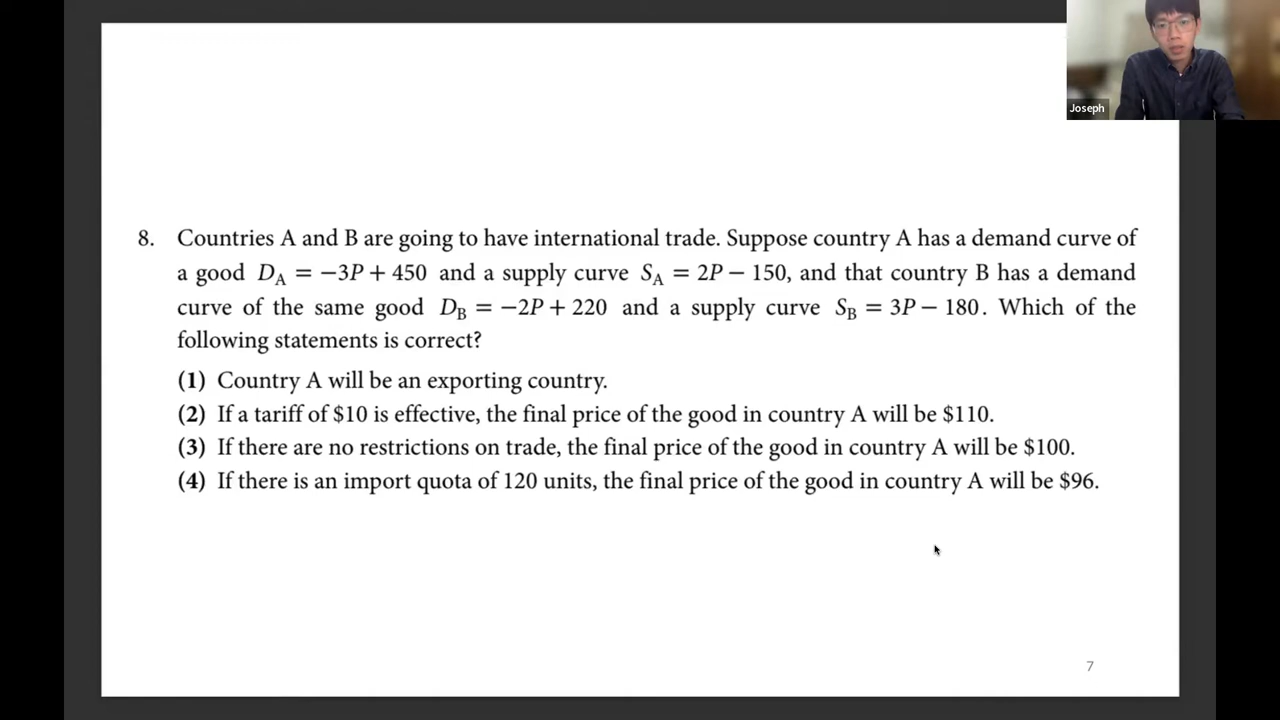 Joseph
8. Countries A and B are going to have international trade. Suppose country A has a demand curve of
a good D_A = −3P + 450 and a supply curve S_A = 2P − 150, and that country B has a demand
curve of the same good D_B = −2P + 220 and a supply curve S_B = 3P − 180. Which of the
following statements is correct?
(1) Country A will be an exporting country.
(2) If a tariff of $10 is effective, the final price of the good in country A will be $110.
(3) If there are no restrictions on trade, the final price of the good in country A will be $100.
(4) If there is an import quota of 120 units, the final price of the good in country A will be $96.
7